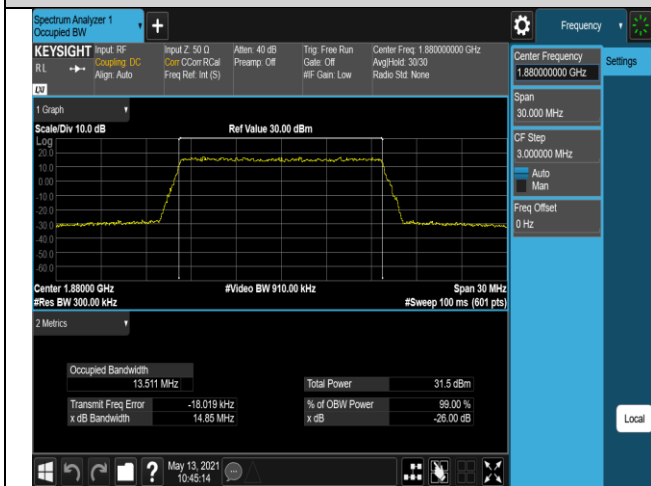 Spectrum Analyzer 1
Occupied BW
Frequency
KEYSIGHT
RL
LXI
Input: RF
Coupling: DC
Align: Auto
Input Z: 50 Ω
Corr CCorr RCal
Freq Ref: Int (S)
Atten: 40 dB
Preamp: Off
Trig: Free Run
Gate: Off
#IF Gain: Low
Center Freq: 1.880000000 GHz
Avg|Hold: 30/30
Radio Std: None
Center Frequency
1.880000000 GHz
Settings
Span
30.000 MHz
CF Step
3.000000 MHz
Auto
Man
Freq Offset
0 Hz
1 Graph
Scale/Div 10.0 dB
Ref Value 30.00 dBm
Log
20.0
10.0
0.00
-10.0
-20.0
-30.0
-40.0
-50.0
-60.0
Center 1.88000 GHz
#Video BW 910.00 kHz
Span 30 MHz
#Res BW 300.00 kHz
#Sweep 100 ms (601 pts)
2 Metrics
Occupied Bandwidth
13.511 MHz
Total Power
31.5 dBm
Transmit Freq Error
-18.019 kHz
% of OBW Power
99.00 %
x dB Bandwidth
14.85 MHz
x dB
-26.00 dB
Local
May 13, 2021
10:45:14